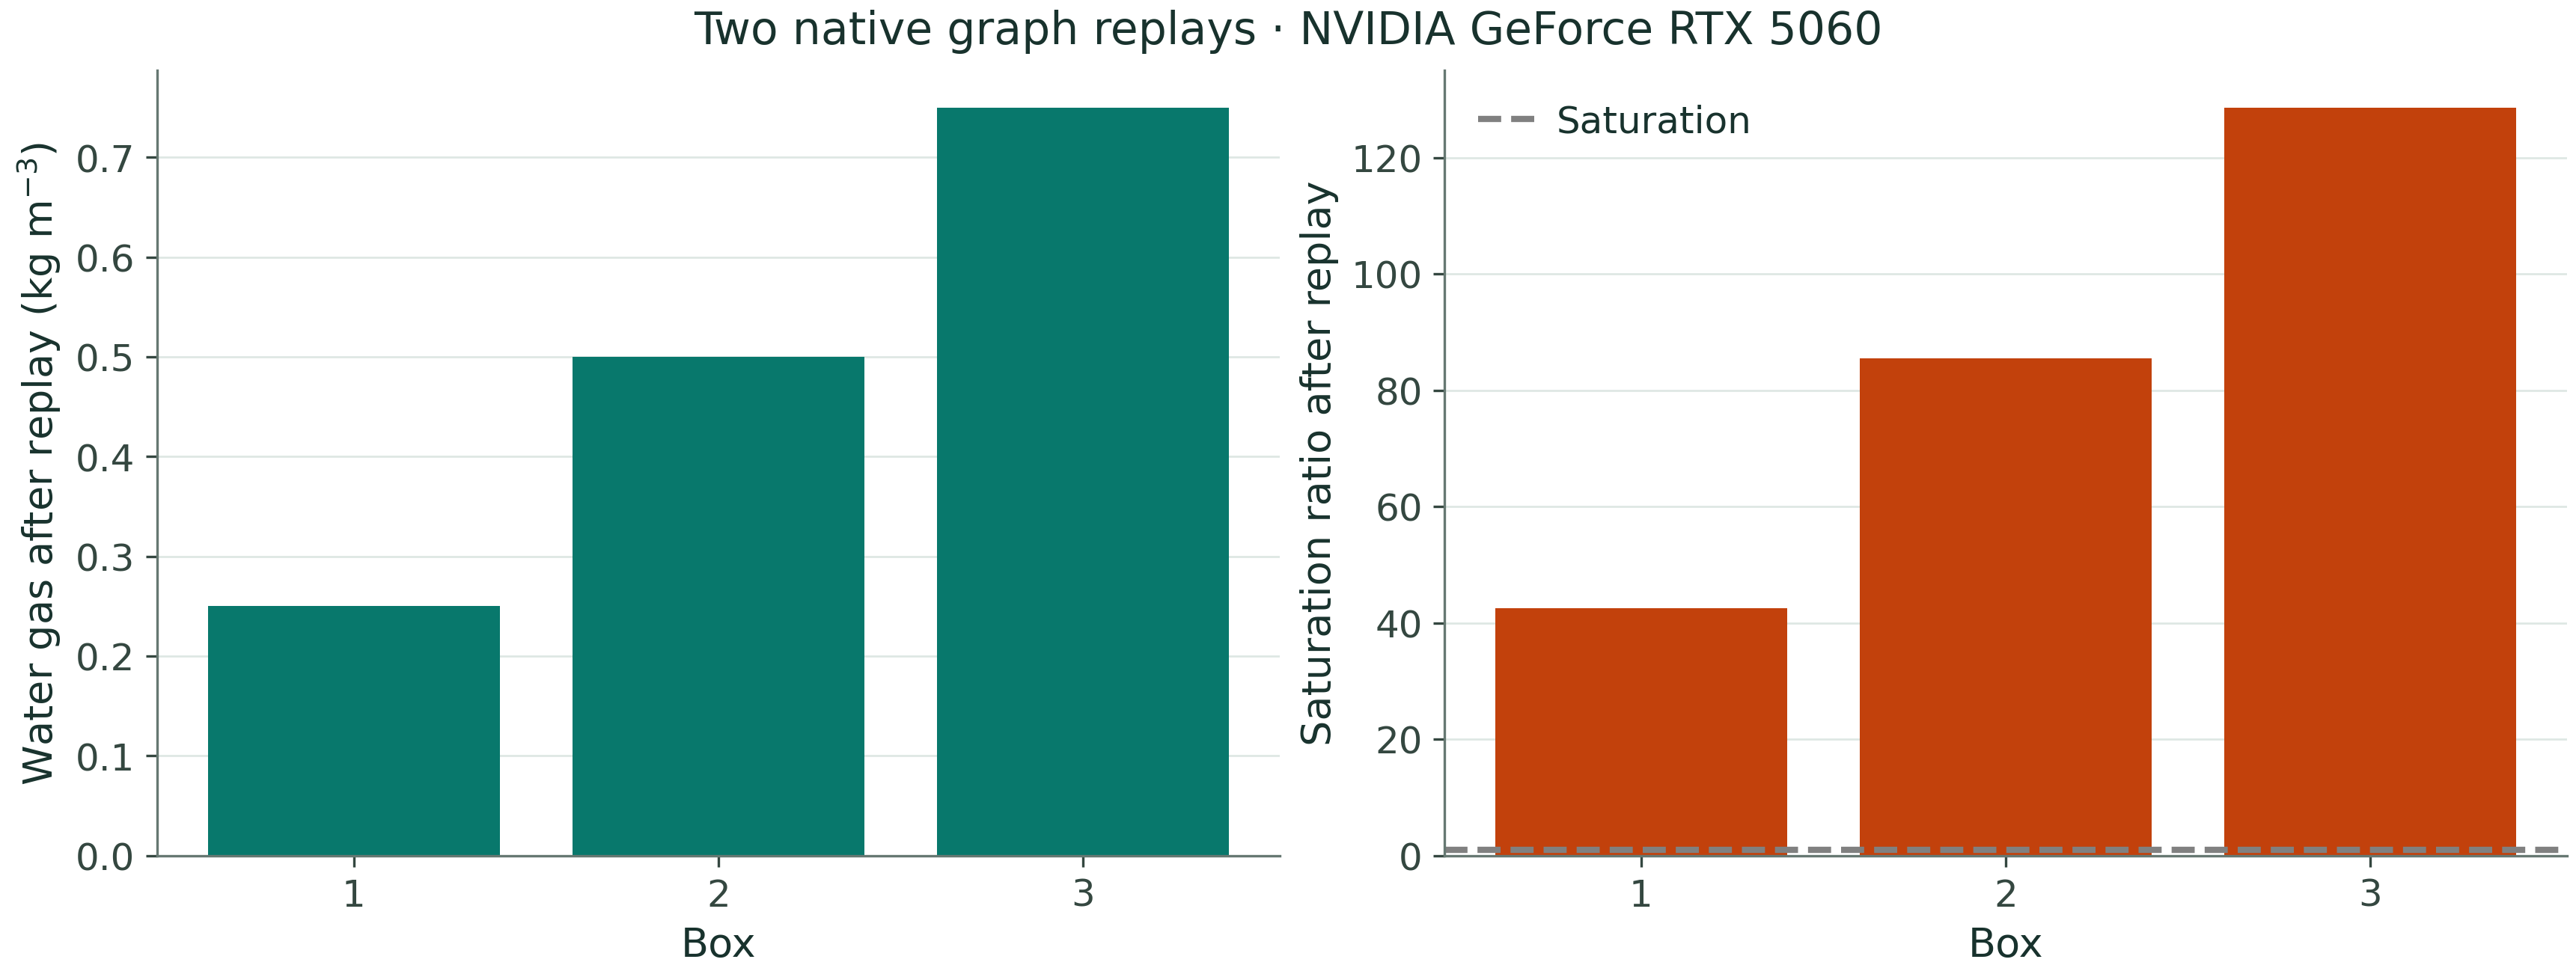 Two native graph replays · NVIDIA GeForce RTX 5060
Water gas after replay (kg m⁻³)
0.7
0.6
0.5
0.4
0.3
0.2
0.1
0.0
1 2 3
Box
Saturation ratio after replay
Saturation
120
100
80
60
40
20
0
1 2 3
Box